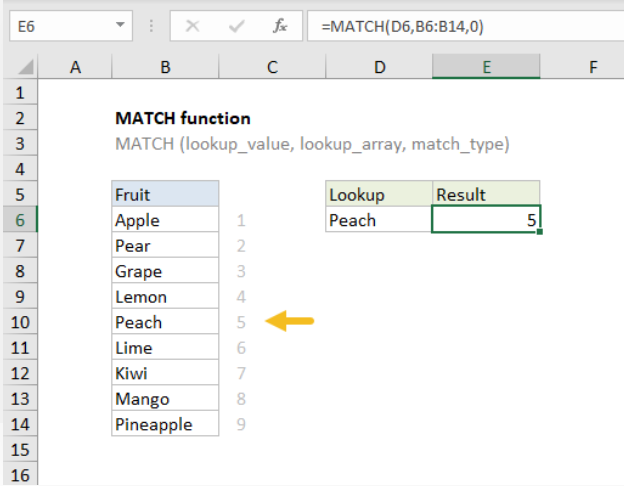 E6 fx =MATCH(D6,B6:B14,0)
A B C D E F
1
2 MATCH function
3 MATCH (lookup_value, lookup_array, match_type)
4
5 Fruit Lookup Result
6 Apple 1 Peach 5
7 Pear 2
8 Grape 3
9 Lemon 4
10 Peach 5
11 Lime 6
12 Kiwi 7
13 Mango 8
14 Pineapple 9
15
16